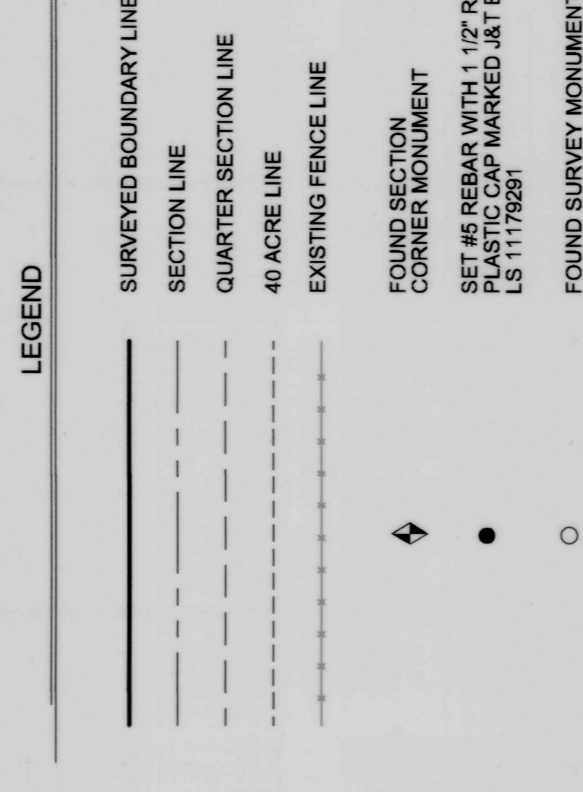 LEGEND
SURVEYED BOUNDARY LINE
SECTION LINE
QUARTER SECTION LINE
40 ACRE LINE
EXISTING FENCE LINE
FOUND SECTION
CORNER MONUMENT
SET #5 REBAR WITH 1 1/2"
PLASTIC CAP MARKED J&T
LS 11179291
FOUND SURVEY MONUMENT